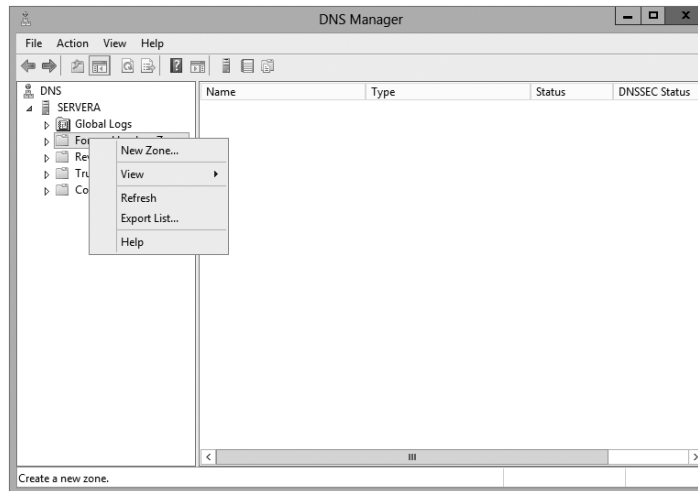 DNS Manager
File Action View Help
DNS
Name Type Status DNSSEC Status
SERVERA
Global Logs
New Zone...
View
Refresh
Export List...
Help
Create a new zone.